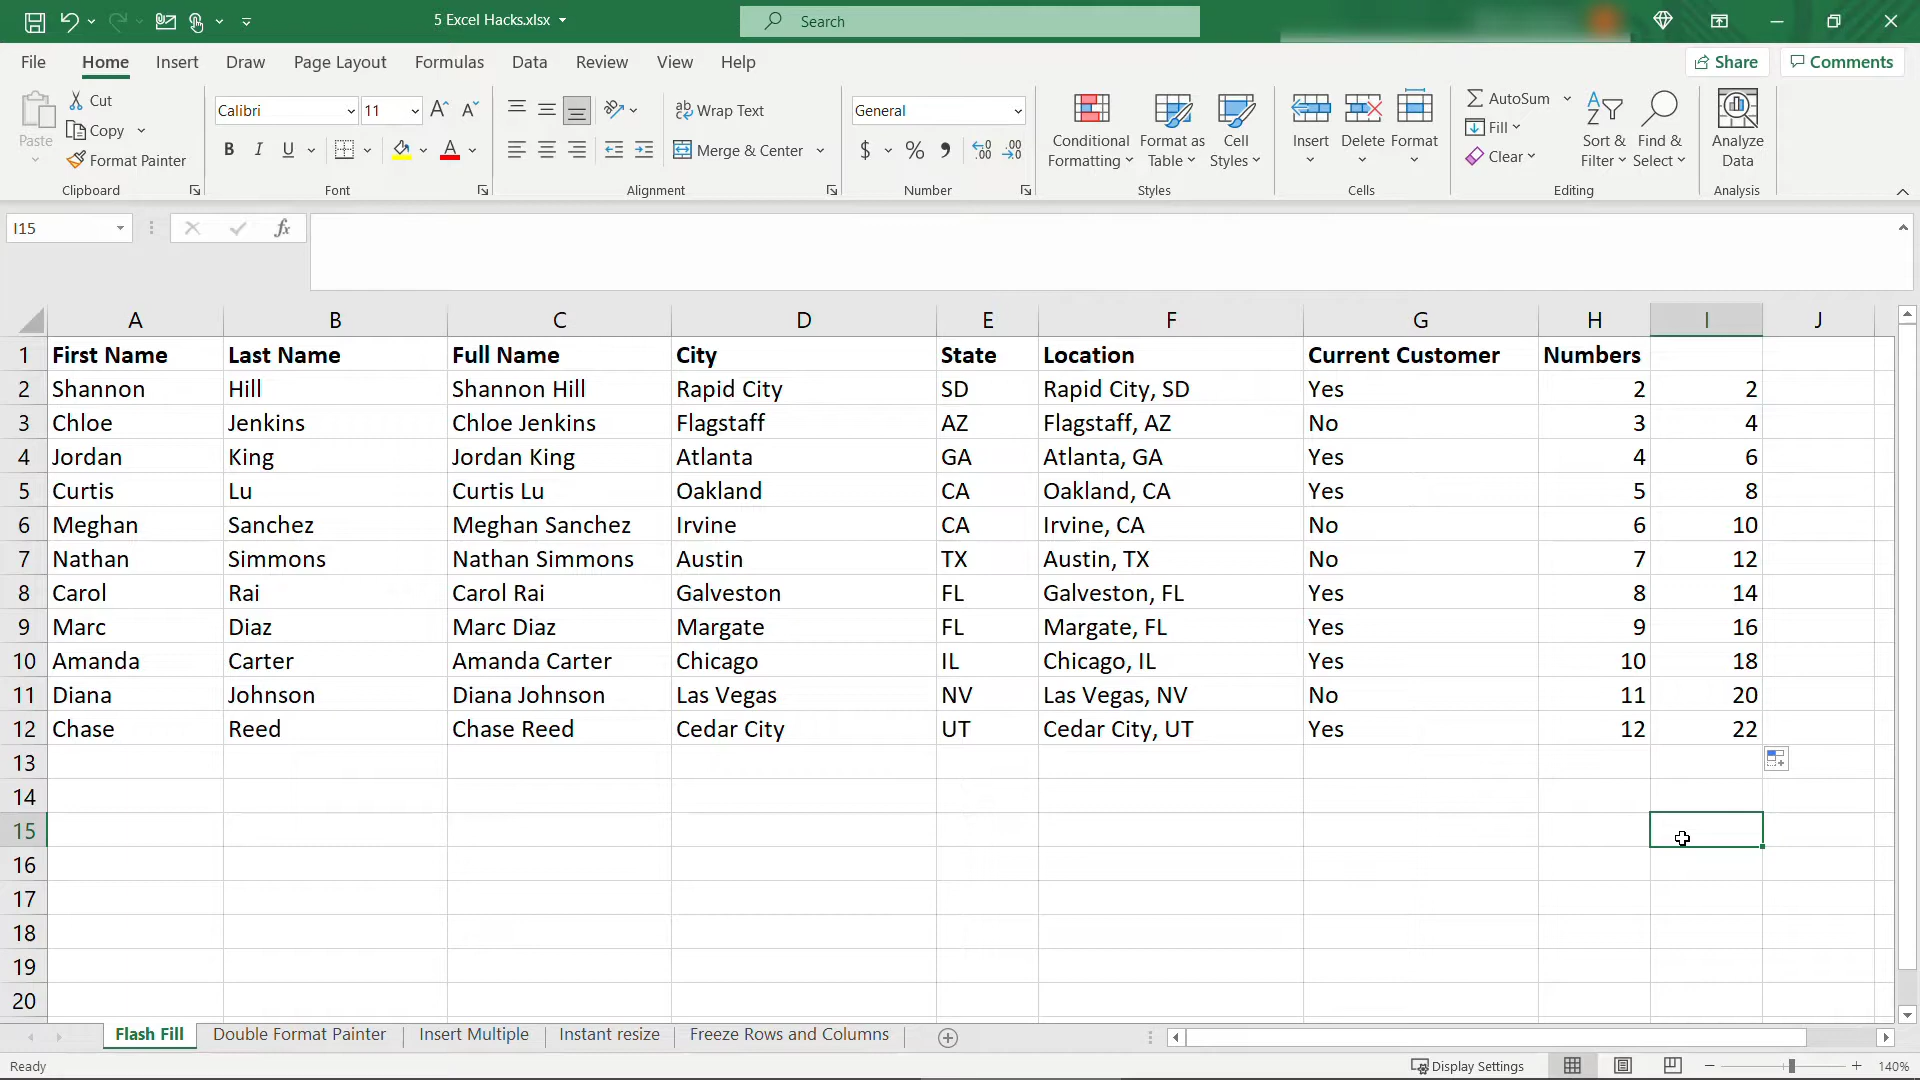 5 Excel Hacks.xlsx
Search
File Home Insert Draw Page Layout Formulas Data Review View Help
Share Comments
Paste
Cut
Copy
Format Painter
Clipboard
Calibri 11
B I U
Font
Wrap Text
Merge & Center
Alignment
General
$ % 9
Number
Conditional Formatting
Format as Table
Cell Styles
Styles
Insert Delete Format
Cells
AutoSum
Fill
Clear
Sort & Filter
Find & Select
Editing
Analyze Data
Analysis
I15
fx
A B C D E F G H I J
1 First Name Last Name Full Name City State Location Current Customer Numbers
2 Shannon Hill Shannon Hill Rapid City SD Rapid City, SD Yes 2 2
3 Chloe Jenkins Chloe Jenkins Flagstaff AZ Flagstaff, AZ No 3 4
4 Jordan King Jordan King Atlanta GA Atlanta, GA Yes 4 6
5 Curtis Lu Curtis Lu Oakland CA Oakland, CA Yes 5 8
6 Meghan Sanchez Meghan Sanchez Irvine CA Irvine, CA No 6 10
7 Nathan Simmons Nathan Simmons Austin TX Austin, TX No 7 12
8 Carol Rai Carol Rai Galveston FL Galveston, FL Yes 8 14
9 Marc Diaz Marc Diaz Margate FL Margate, FL Yes 9 16
10 Amanda Carter Amanda Carter Chicago IL Chicago, IL Yes 10 18
11 Diana Johnson Diana Johnson Las Vegas NV Las Vegas, NV No 11 20
12 Chase Reed Chase Reed Cedar City UT Cedar City, UT Yes 12 22
13
14
15
16
17
18
19
20
Flash Fill Double Format Painter Insert Multiple Instant resize Freeze Rows and Columns
Ready Display Settings 140%